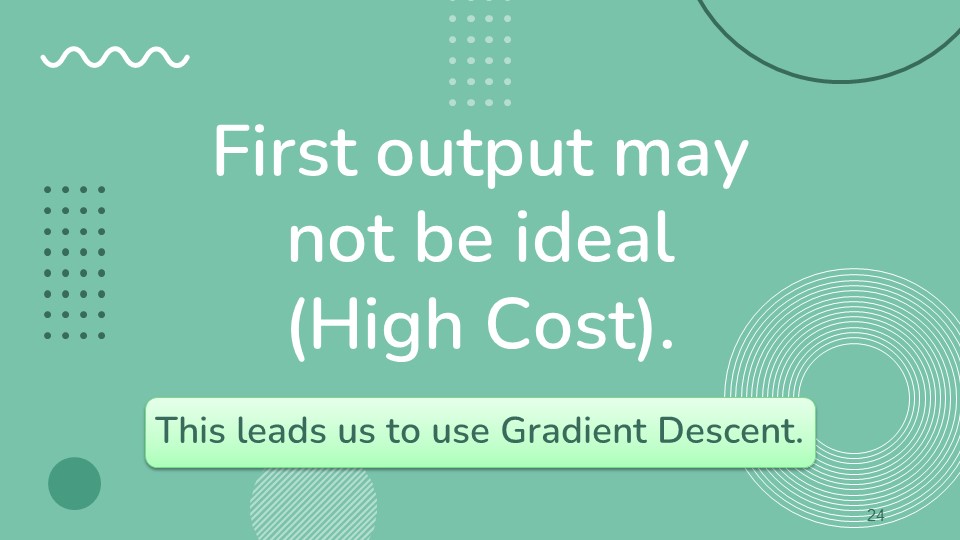 First output may
not be ideal
(High Cost).
This leads us to use Gradient Descent.
24